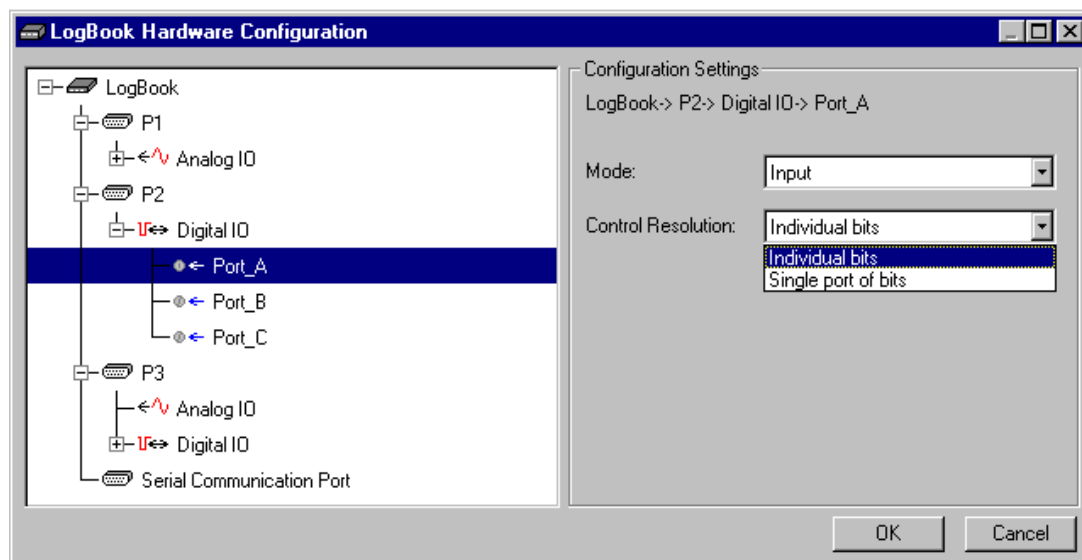 LogBook Hardware Configuration
LogBook
P1
Analog IO
P2
Digital IO
Port_A
Port_B
Port_C
P3
Analog IO
Digital IO
Serial Communication Port
Configuration Settings
LogBook-> P2-> Digital IO-> Port_A
Mode: Input
Control Resolution: Individual bits
Individual bits
Single port of bits
OK Cancel